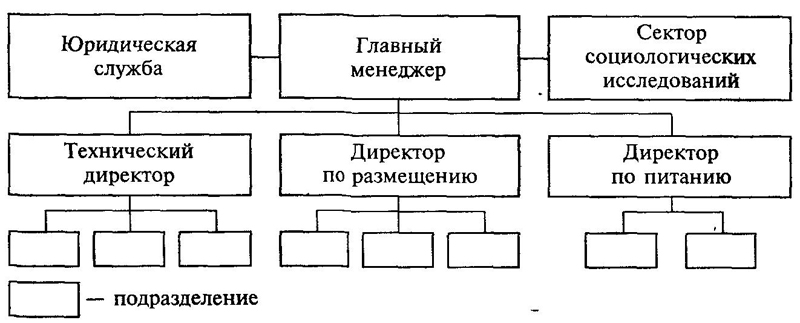 Юридическая
служба
Главный
менеджер
Сектор
социологических
исследований
Технический
директор
Директор
по размещению
Директор
по питанию
— подразделение